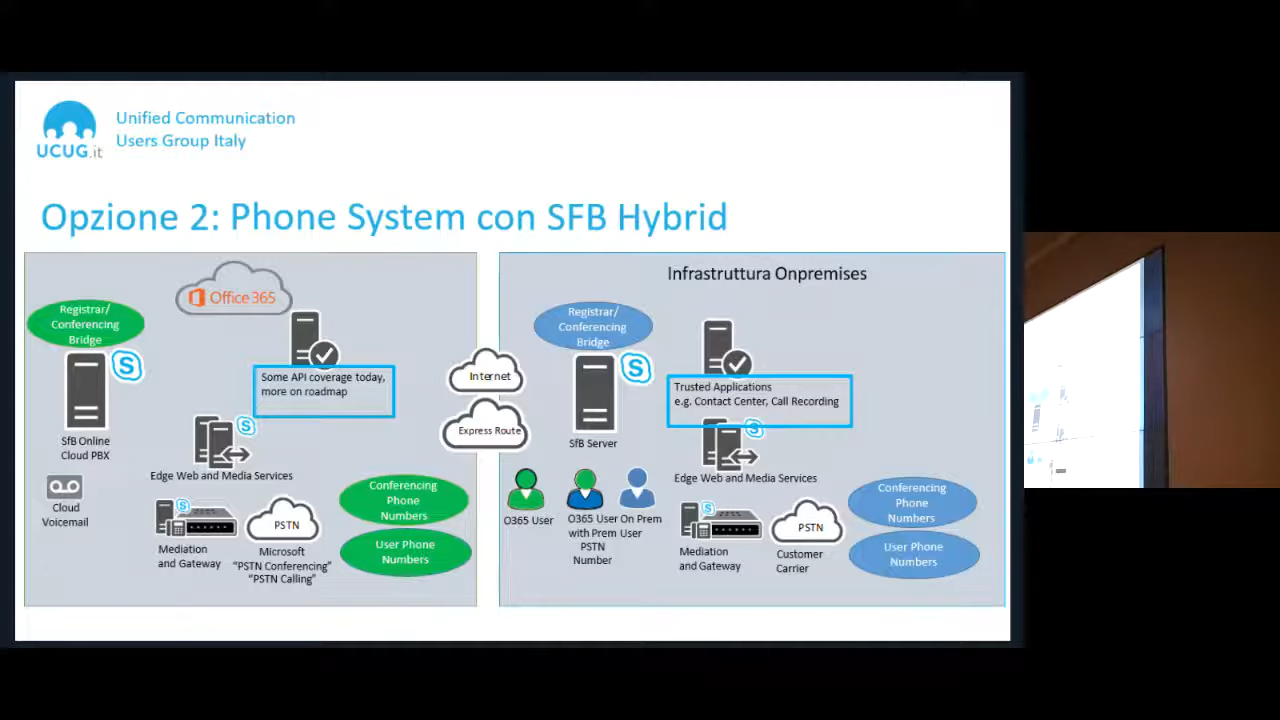 UCUG.it
Unified Communication
Users Group Italy
Opzione 2: Phone System con SFB Hybrid
Office 365
Registrar/
Conferencing
Bridge
Some API coverage today,
more on roadmap
SfB Online
Cloud PBX
Edge Web and Media Services
Cloud
Voicemail
Mediation
and Gateway
PSTN
Microsoft
“PSTN Conferencing”
“PSTN Calling”
Conferencing
Phone
Numbers
User Phone
Numbers
Internet
Express Route
Infrastruttura Onpremises
Registrar/
Conferencing
Bridge
SfB Server
Trusted Applications
e.g. Contact Center, Call Recording
Edge Web and Media Services
O365 User
O365 User
with Prem
PSTN
Number
On Prem
User
Mediation
and Gateway
PSTN
Customer
Carrier
Conferencing
Phone
Numbers
User Phone
Numbers